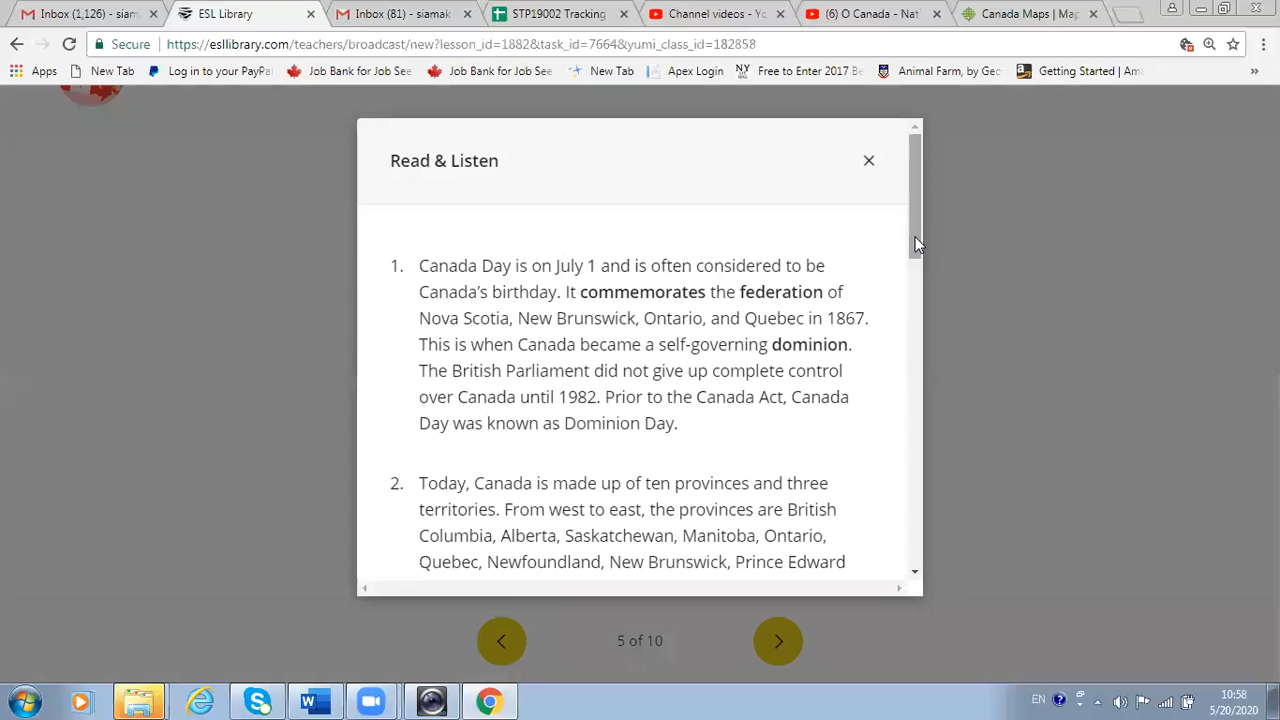 Inbox (1,126) - siam
ESL Library
Inbox (81) - siamak
STP19002 Tracking
Channel videos - Yo
(6) O Canada - Nati
Canada Maps | Map
Secure https://esllibrary.com/teachers/broadcast/new?lesson_id=1882&task_id=7664&yumi_class_id=182858
Apps New Tab Log in to your PayPa Job Bank for Job See Job Bank for Job See New Tab Apex Login Free to Enter 2017 Be Animal Farm, by Geo Getting Started | Ama
Read & Listen
1. Canada Day is on July 1 and is often considered to be
Canada's birthday. It commemorates the federation of
Nova Scotia, New Brunswick, Ontario, and Quebec in 1867.
This is when Canada became a self-governing dominion.
The British Parliament did not give up complete control
over Canada until 1982. Prior to the Canada Act, Canada
Day was known as Dominion Day.
2. Today, Canada is made up of ten provinces and three
territories. From west to east, the provinces are British
Columbia, Alberta, Saskatchewan, Manitoba, Ontario,
Quebec, Newfoundland, New Brunswick, Prince Edward
5 of 10
EN
10:58
5/20/2020